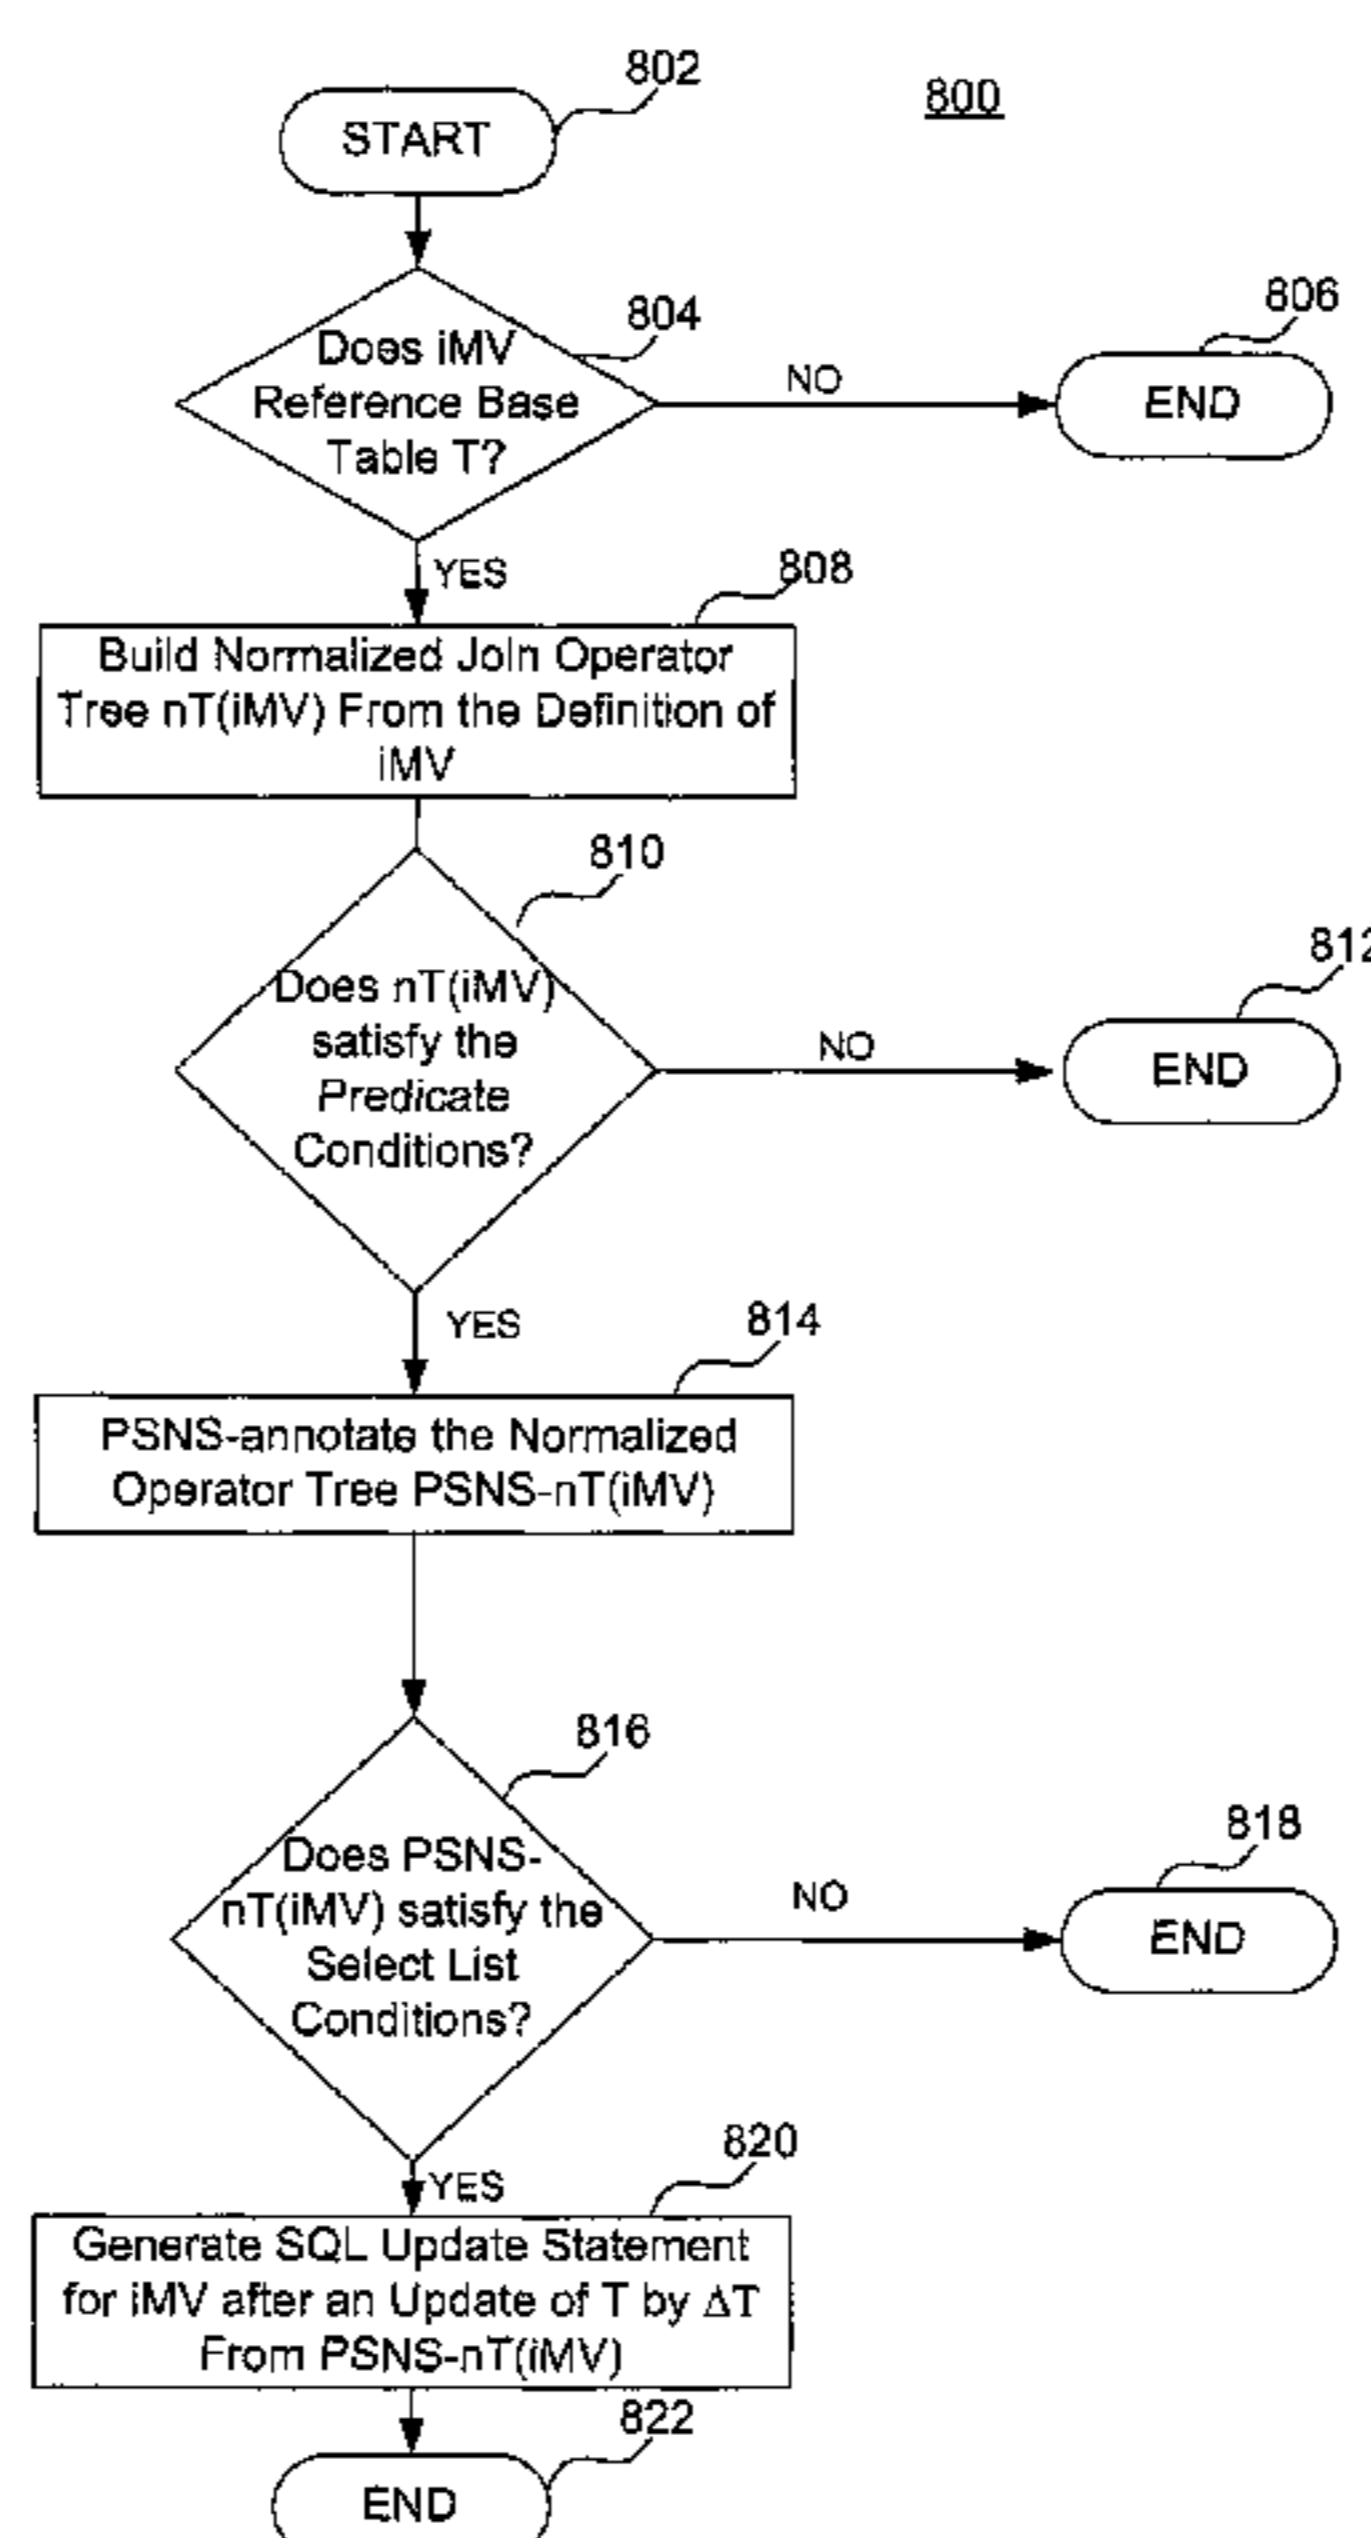 802
800
START
804
806
Does iMV
Reference Base
Table T?
NO
END
YES
808
Build Normalized Join Operator
Tree nT(iMV) From the Definition of
iMV
810
812
Does nT(iMV)
satisfy the
Predicate
Conditions?
NO
END
YES
814
PSNS-annotate the Normalized
Operator Tree PSNS-nT(iMV)
816
818
Does PSNS-
nT(iMV) satisfy the
Select List
Conditions?
NO
END
YES
820
Generate SQL Update Statement
for iMV after an Update of T by ΔT
From PSNS-nT(iMV)
822
END